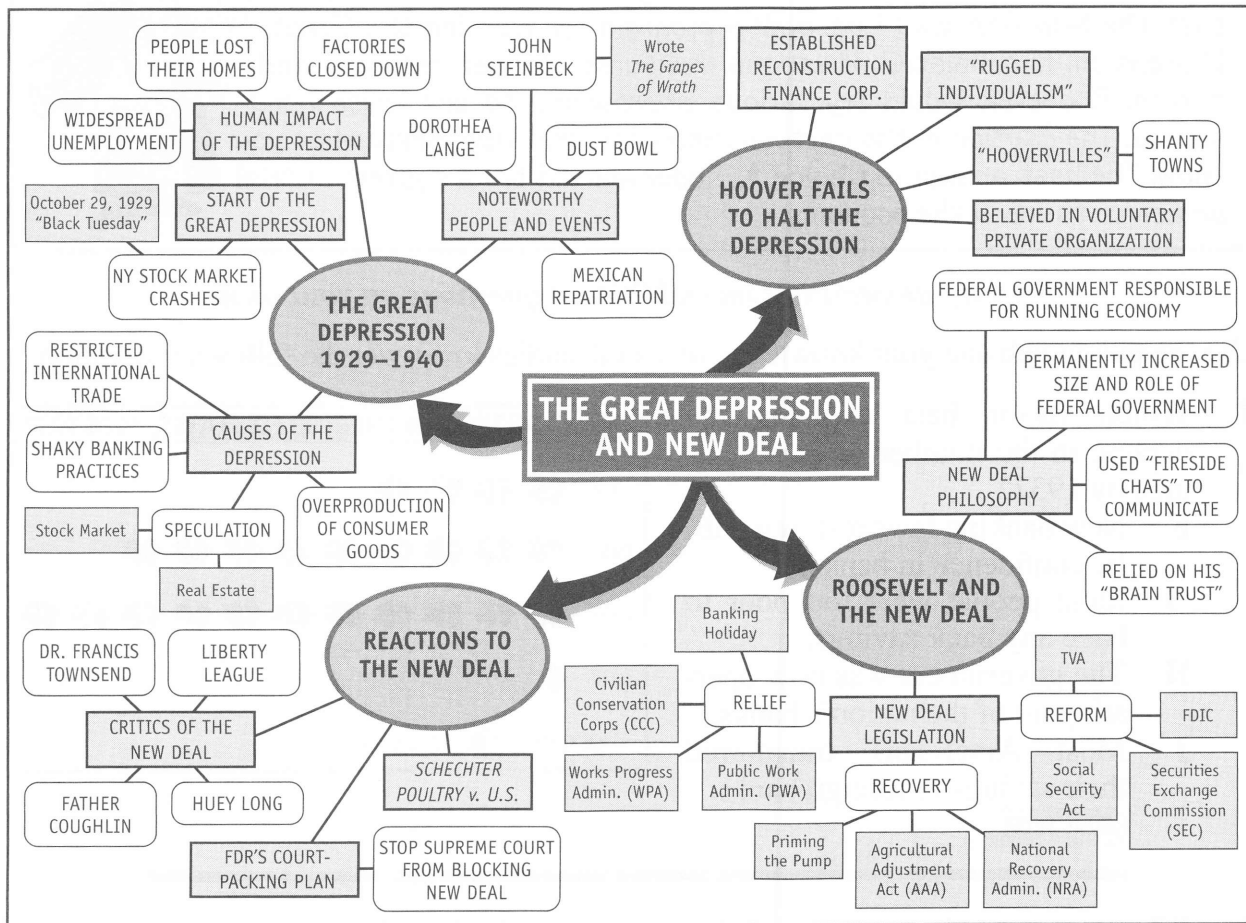 PEOPLE LOST
THEIR HOMES
FACTORIES
CLOSED DOWN
WIDESPREAD
UNEMPLOYMENT
HUMAN IMPACT
OF THE DEPRESSION
October 29, 1929
“Black Tuesday”
START OF THE
GREAT DEPRESSION
NY STOCK MARKET
CRASHES
JOHN
STEINBECK
Wrote
The Grapes
of Wrath
DOROTHEA
LANGE
DUST BOWL
NOTEWORTHY
PEOPLE AND EVENTS
MEXICAN
REPATRIATION
THE GREAT
DEPRESSION
1929–1940
RESTRICTED
INTERNATIONAL
TRADE
SHAKY BANKING
PRACTICES
CAUSES OF THE
DEPRESSION
Stock Market
SPECULATION
Real Estate
OVERPRODUCTION
OF CONSUMER
GOODS
ESTABLISHED
RECONSTRUCTION
FINANCE CORP.
“RUGGED
INDIVIDUALISM”
“HOOVERVILLES”
SHANTY
TOWNS
BELIEVED IN VOLUNTARY
PRIVATE ORGANIZATION
HOOVER FAILS
TO HALT THE
DEPRESSION
THE GREAT DEPRESSION
AND NEW DEAL
FEDERAL GOVERNMENT RESPONSIBLE
FOR RUNNING ECONOMY
PERMANENTLY INCREASED
SIZE AND ROLE OF
FEDERAL GOVERNMENT
NEW DEAL
PHILOSOPHY
USED “FIRESIDE
CHATS” TO
COMMUNICATE
RELIED ON HIS
“BRAIN TRUST”
ROOSEVELT AND
THE NEW DEAL
REACTIONS TO
THE NEW DEAL
DR. FRANCIS
TOWNSEND
LIBERTY
LEAGUE
CRITICS OF THE
NEW DEAL
FATHER
COUGHLIN
HUEY LONG
SCHECHTER
POULTRY v. U.S.
FDR'S COURT-
PACKING PLAN
STOP SUPREME COURT
FROM BLOCKING
NEW DEAL
Banking
Holiday
Civilian
Conservation
Corps (CCC)
RELIEF
Works Progress
Admin. (WPA)
Public Work
Admin. (PWA)
NEW DEAL
LEGISLATION
RECOVERY
Priming
the Pump
Agricultural
Adjustment
Act (AAA)
National
Recovery
Admin. (NRA)
TVA
REFORM
FDIC
Social
Security
Act
Securities
Exchange
Commission
(SEC)